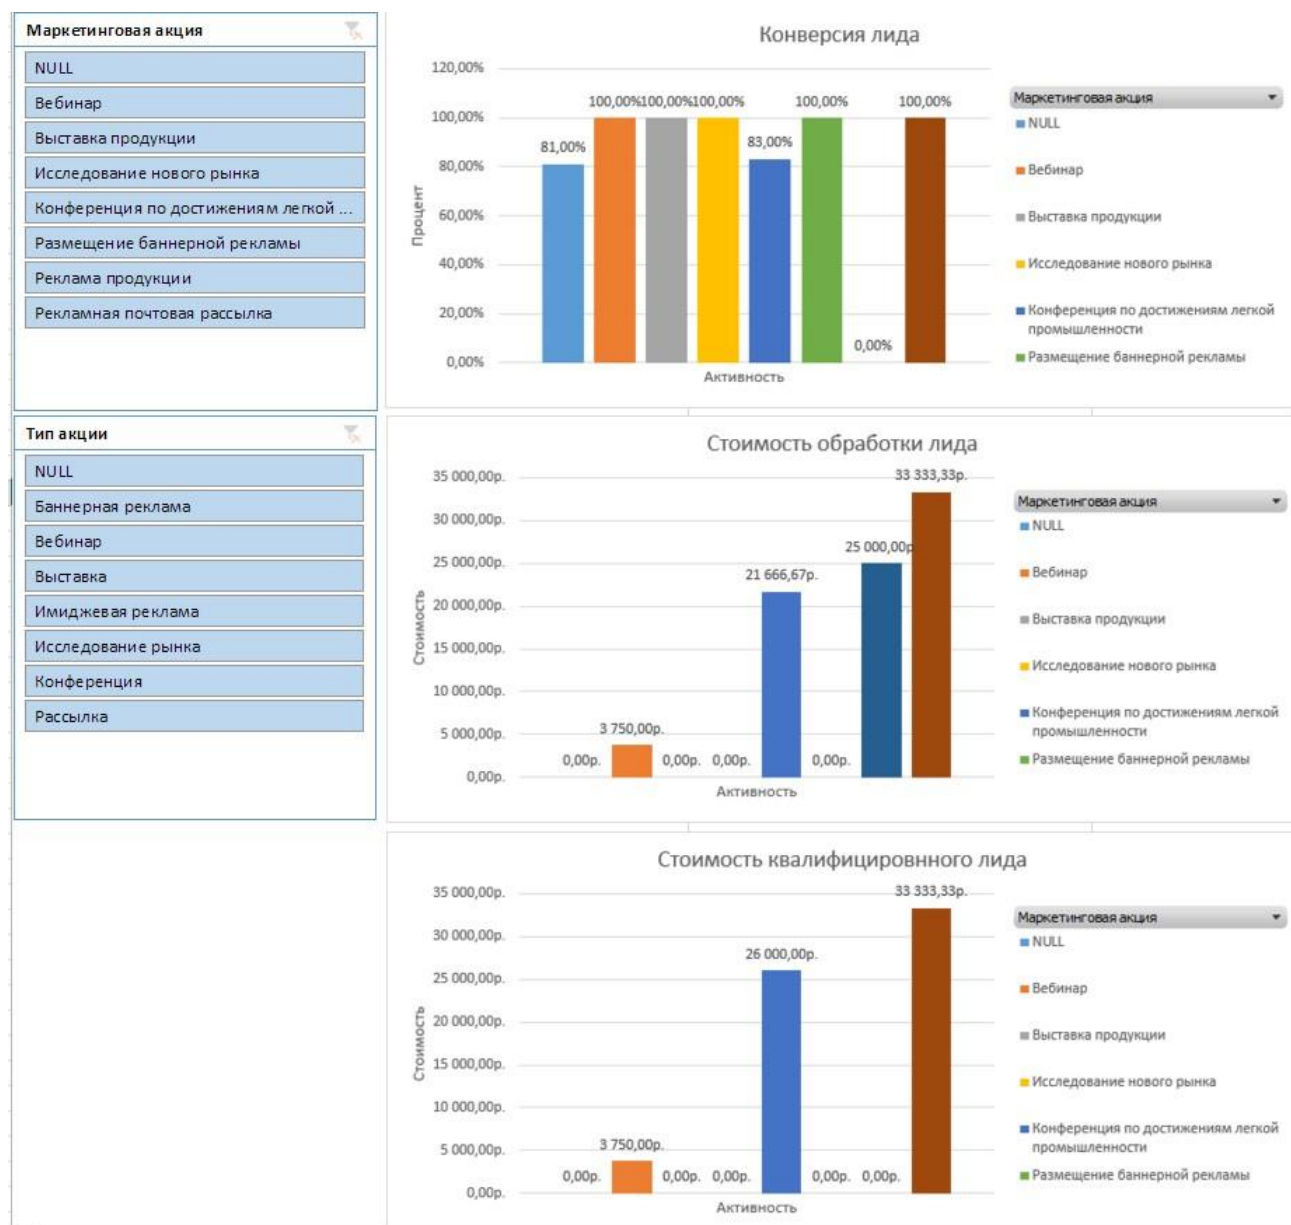 Маркетинговая акция
NULL
Вебинар
Выставка продукции
Исследование нового рынка
Конференция по достижениям легкой ...
Размещение баннерной рекламы
Реклама продукции
Рекламная почтовая рассылка
Конверсия лида
120,00%
100,00%
80,00%
60,00%
40,00%
20,00%
0,00%
Процент
81,00%
100,00%
100,00%
100,00%
83,00%
100,00%
0,00%
100,00%
Активность
Маркетинговая акция
NULL
Вебинар
Выставка продукции
Исследование нового рынка
Конференция по достижениям легкой
промышленности
Размещение баннерной рекламы
Тип акции
NULL
Баннерная реклама
Вебинар
Выставка
Имиджевая реклама
Исследование рынка
Конференция
Рассылка
Стоимость обработки лида
35 000,00р.
30 000,00р.
25 000,00р.
20 000,00р.
15 000,00р.
10 000,00р.
5 000,00р.
0,00р.
Стоимость
0,00р.
3 750,00р.
0,00р.
0,00р.
21 666,67р.
0,00р.
25 000,00р
33 333,33р.
Активность
Маркетинговая акция
NULL
Вебинар
Выставка продукции
Исследование нового рынка
Конференция по достижениям легкой
промышленности
Размещение баннерной рекламы
Стоимость квалифицировнного лида
35 000,00р.
30 000,00р.
25 000,00р.
20 000,00р.
15 000,00р.
10 000,00р.
5 000,00р.
0,00р.
Стоимость
0,00р.
3 750,00р.
0,00р.
0,00р.
26 000,00р.
0,00р.
0,00р.
33 333,33р.
Активность
Маркетинговая акция
NULL
Вебинар
Выставка продукции
Исследование нового рынка
Конференция по достижениям легкой
промышленности
Размещение баннерной рекламы